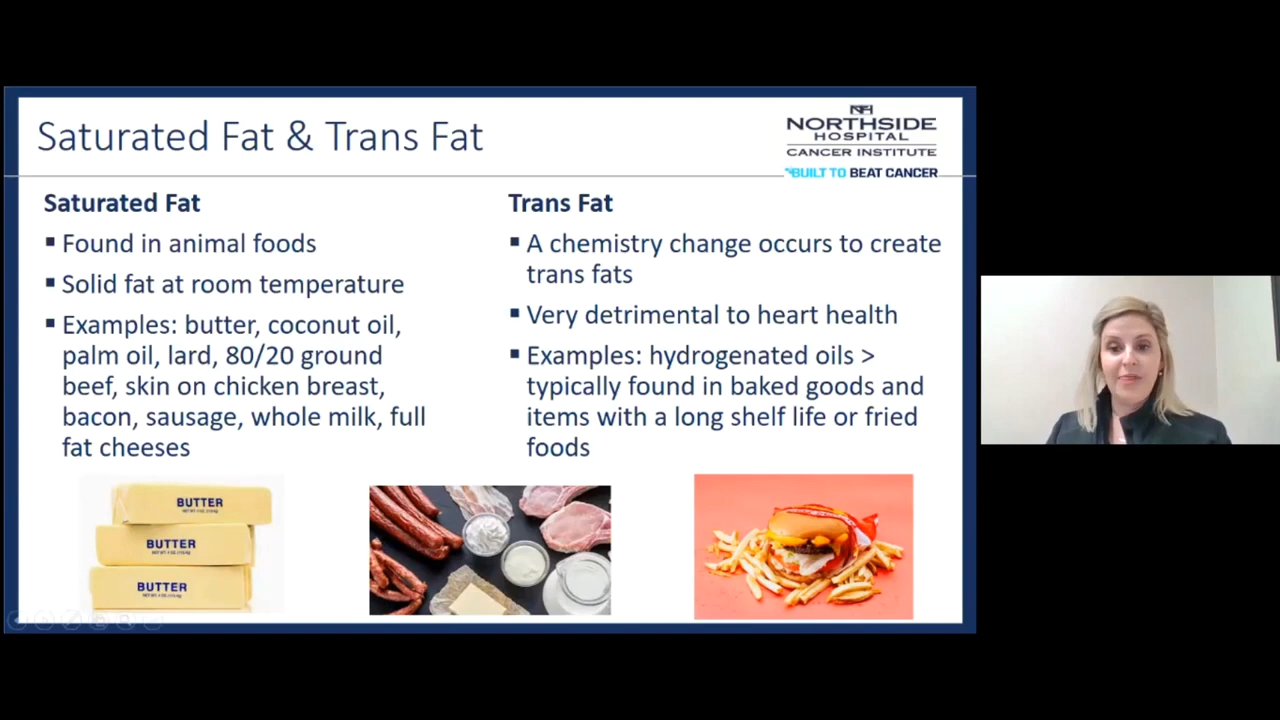 Saturated Fat & Trans Fat
NORTHSIDE
HOSPITAL
CANCER INSTITUTE
BUILT TO BEAT CANCER
Saturated Fat
▪ Found in animal foods
▪ Solid fat at room temperature
▪ Examples: butter, coconut oil,
palm oil, lard, 80/20 ground
beef, skin on chicken breast,
bacon, sausage, whole milk, full
fat cheeses
Trans Fat
▪ A chemistry change occurs to create
trans fats
▪ Very detrimental to heart health
▪ Examples: hydrogenated oils >
typically found in baked goods and
items with a long shelf life or fried
foods
BUTTER
BUTTER
BUTTER